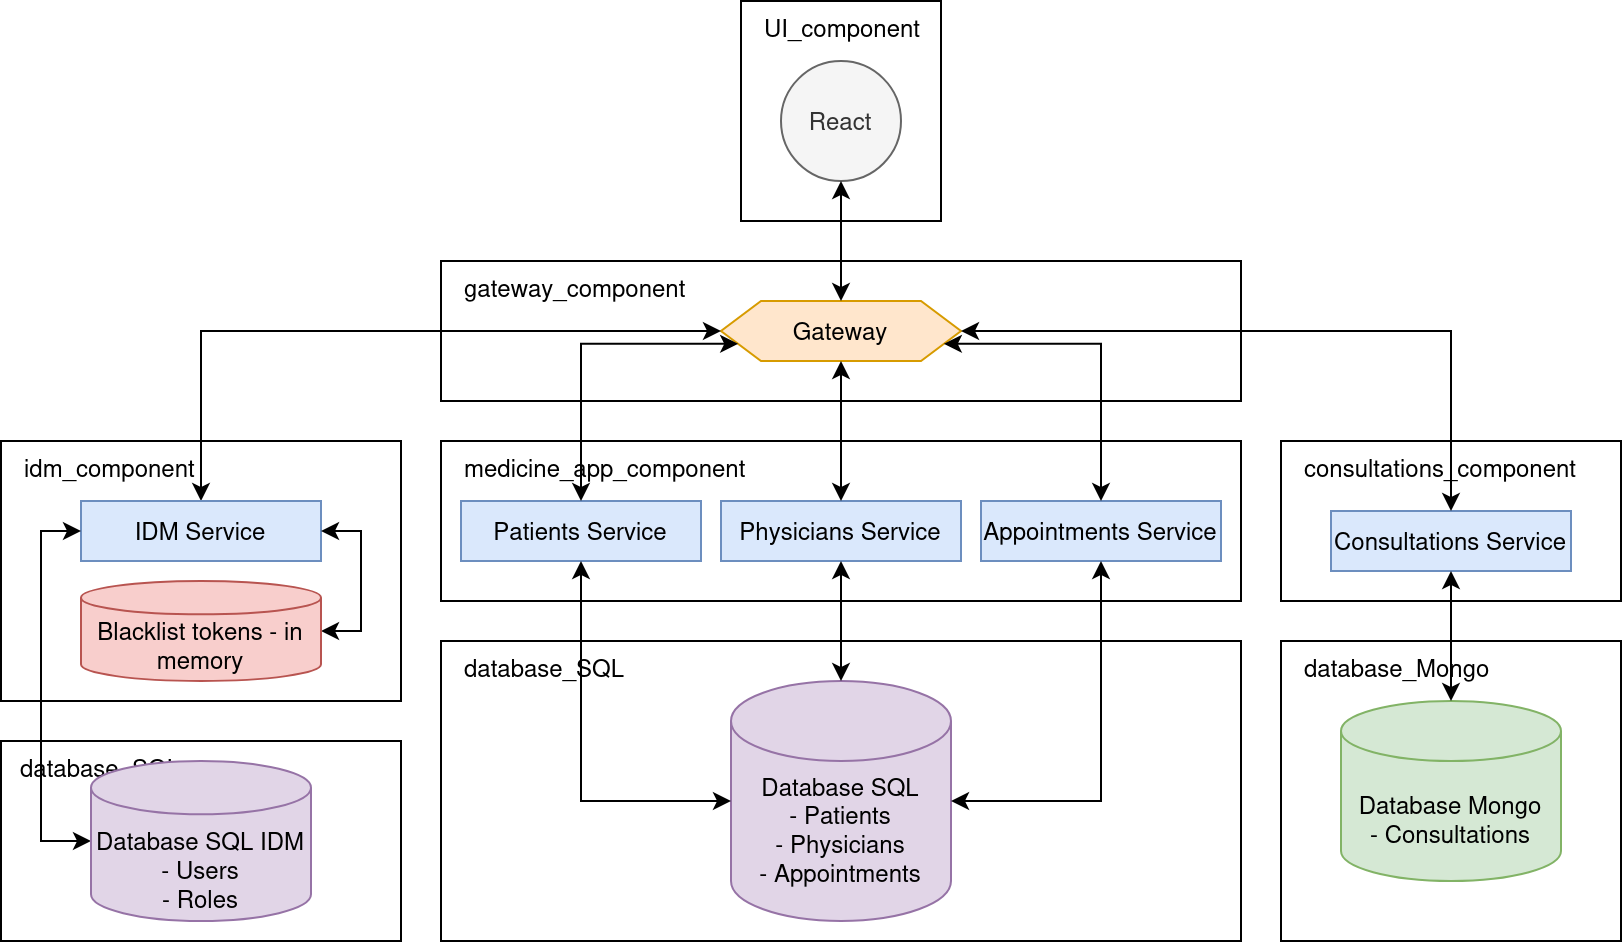 UI_component
React
gateway_component
Gateway
idm_component
IDM Service
Blacklist tokens - in
memory
medicine_app_component
Patients Service
Physicians Service
Appointments Service
consultations_component
Consultations Service
database_SQL
Database SQL IDM
- Users
- Roles
database_SQL
Database SQL
- Patients
- Physicians
- Appointments
database_Mongo
Database Mongo
- Consultations